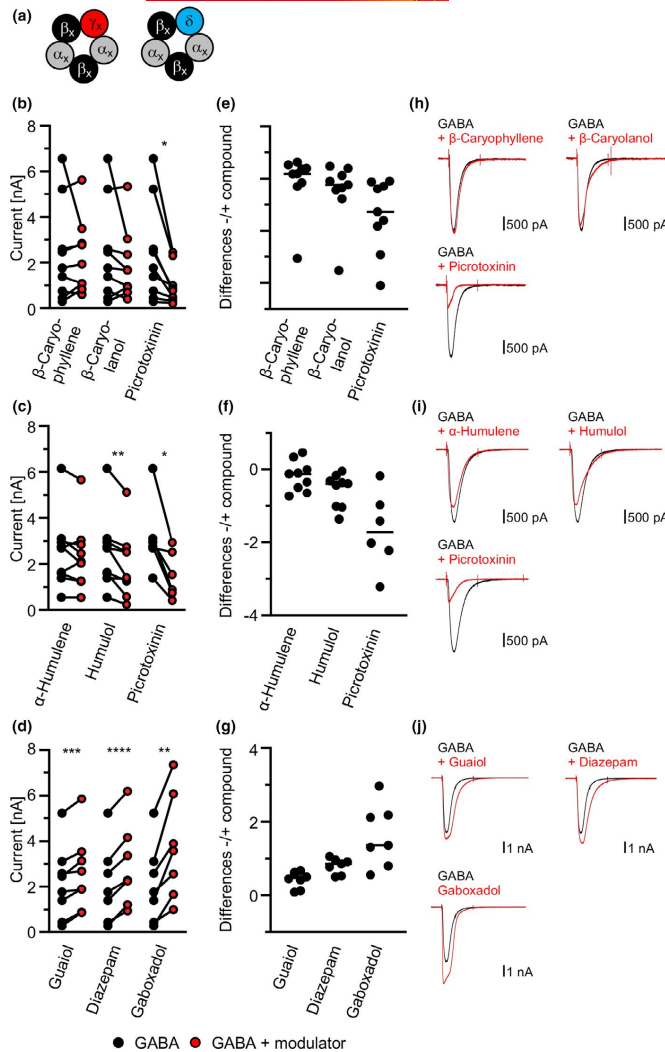 (a)
βx γx αx αx βx
βx δ αx αx βx
(b)
Current [nA]
8
6
4
2
0
*
β-Caryo-
phyllene
β-Caryo-
lanol
Picrotoxinin
(e)
Differences -/+ compound
β-Caryo-
phyllene
β-Caryo-
lanol
Picrotoxinin
(h)
GABA
+ β-Caryophyllene
500 pA
GABA
+ β-Caryolanol
500 pA
GABA
+ Picrotoxinin
500 pA
(c)
Current [nA]
8
6
4
2
0
** *
α-Humulene
Humulol
Picrotoxinin
(f)
Differences -/+ compound
0
-2
-4
α-Humulene
Humulol
Picrotoxinin
(i)
GABA
+ α-Humulene
500 pA
GABA
+ Humulol
500 pA
GABA
+ Picrotoxinin
500 pA
(d)
Current [nA]
8
6
4
2
0
*** **** **
Guaiol
Diazepam
Gaboxadol
(g)
Differences -/+ compound
4
2
0
Guaiol
Diazepam
Gaboxadol
(j)
GABA
+ Guaiol
1 nA
GABA
+ Diazepam
1 nA
GABA
Gaboxadol
1 nA
GABA GABA + modulator